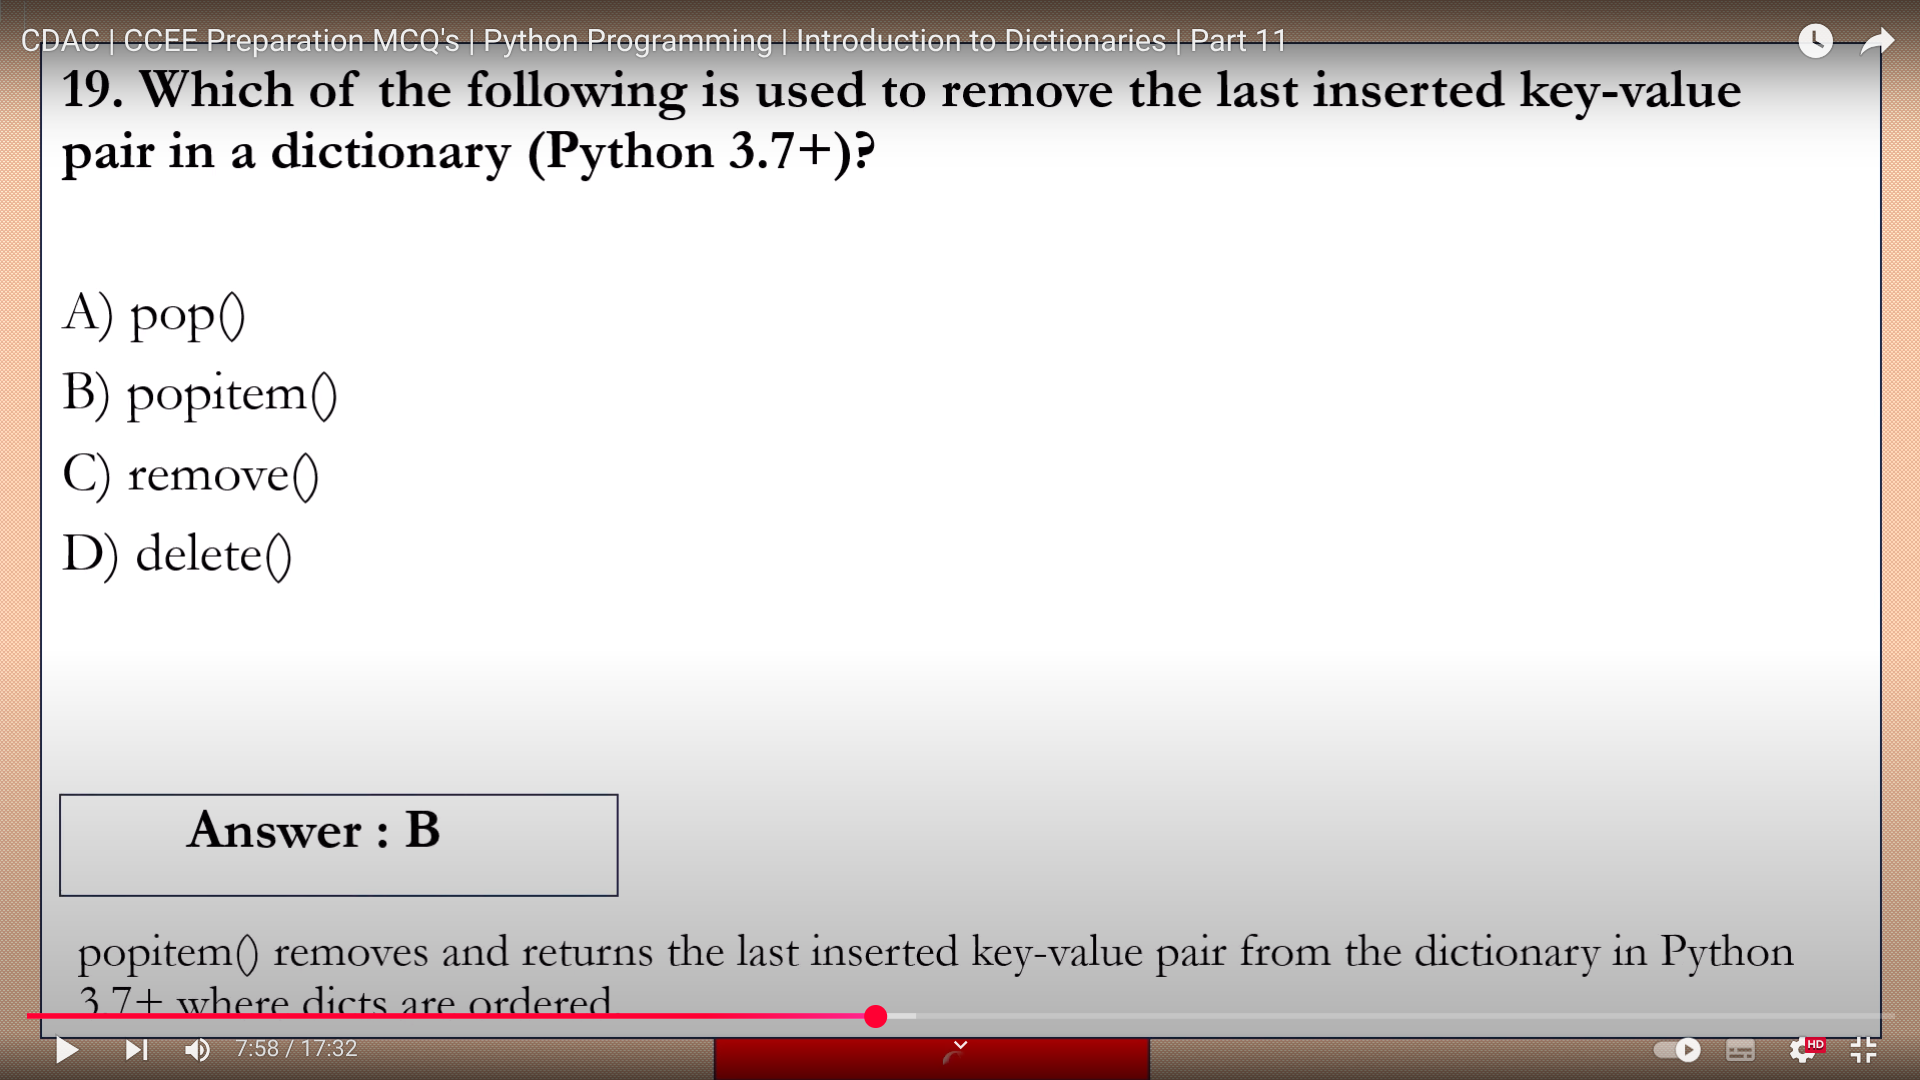 CDAC | CCEE Preparation MCQ's | Python Programming | Introduction to Dictionaries | Part 11
19. Which of the following is used to remove the last inserted key-value
pair in a dictionary (Python 3.7+)?
A) pop()
B) popitem()
C) remove()
D) delete()
Answer : B
popitem() removes and returns the last inserted key-value pair from the dictionary in Python
3.7+ where dicts are ordered.
7:58 / 17:32
HD